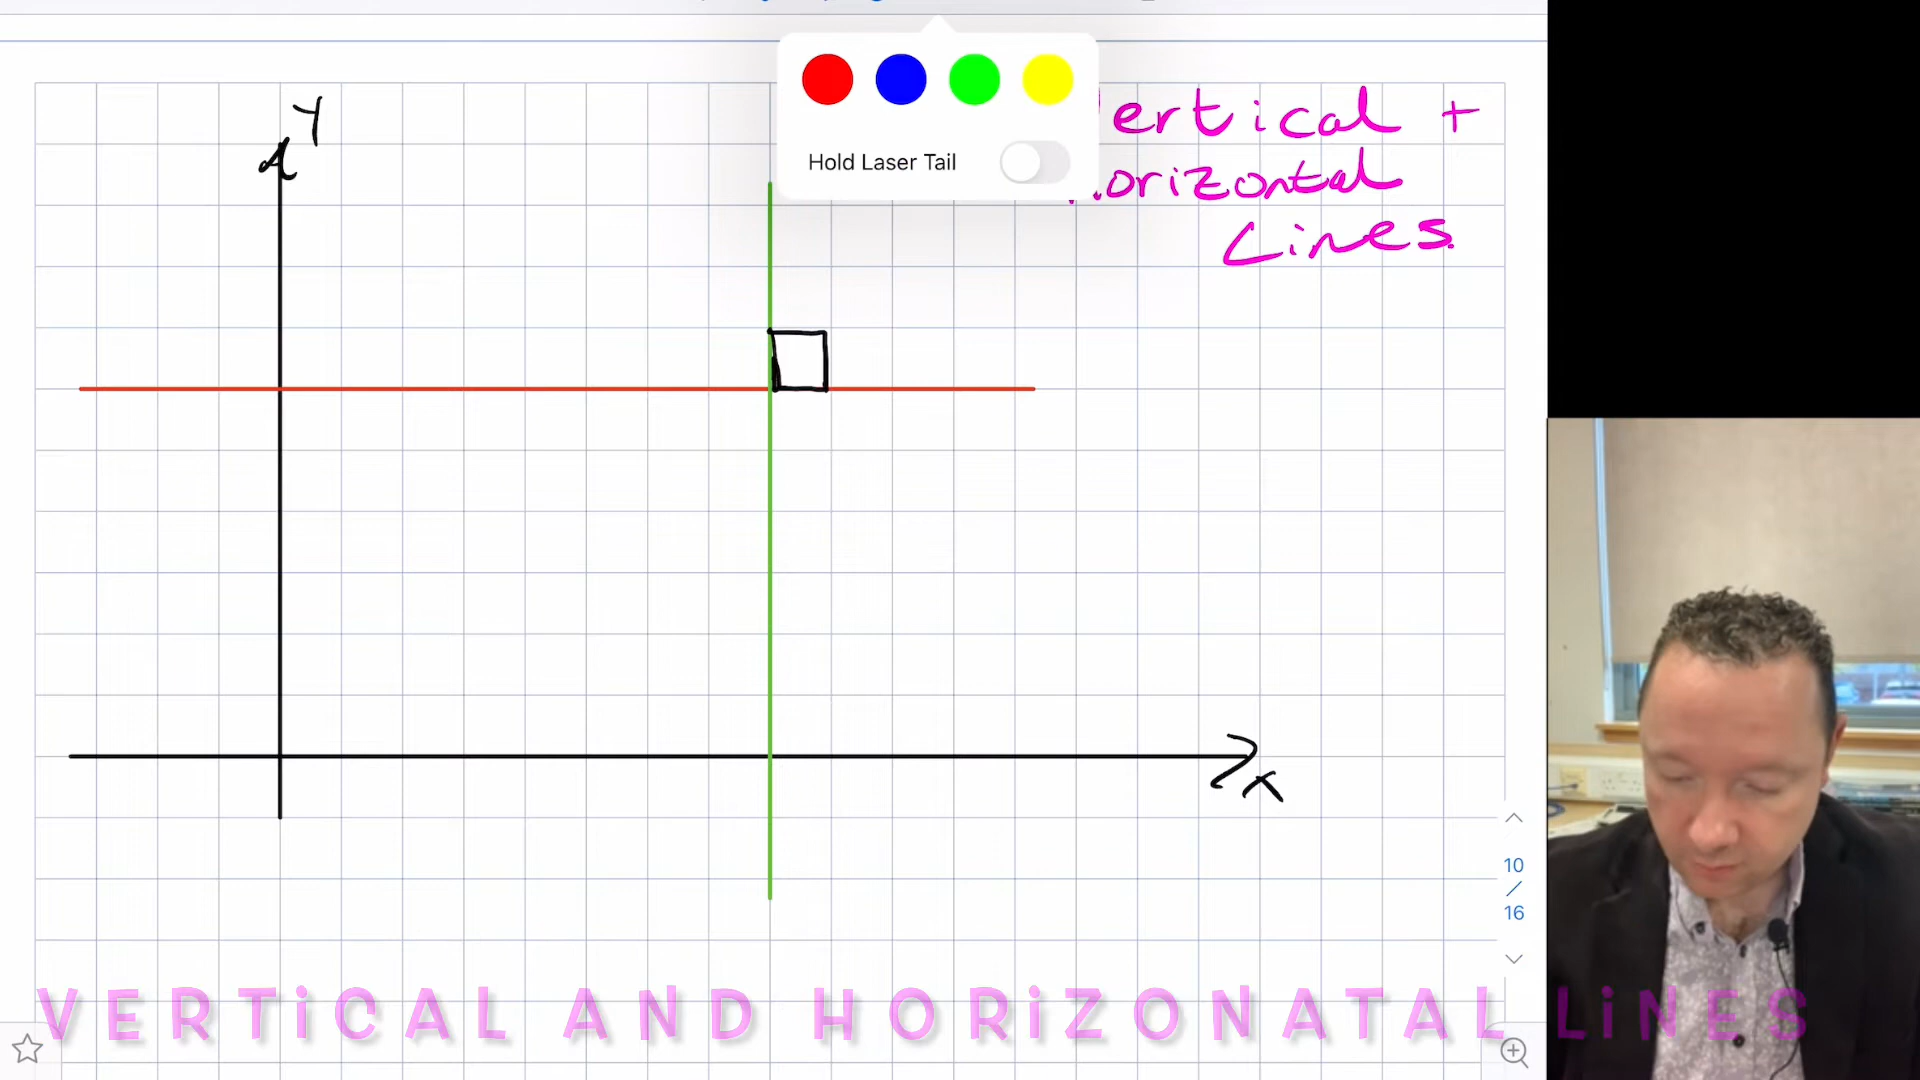 Y
ertical +
Hold Laser Tail
orizontal
Lines.
x
10
/
16
VERTiCAL AND HORiZONATAL LiNES